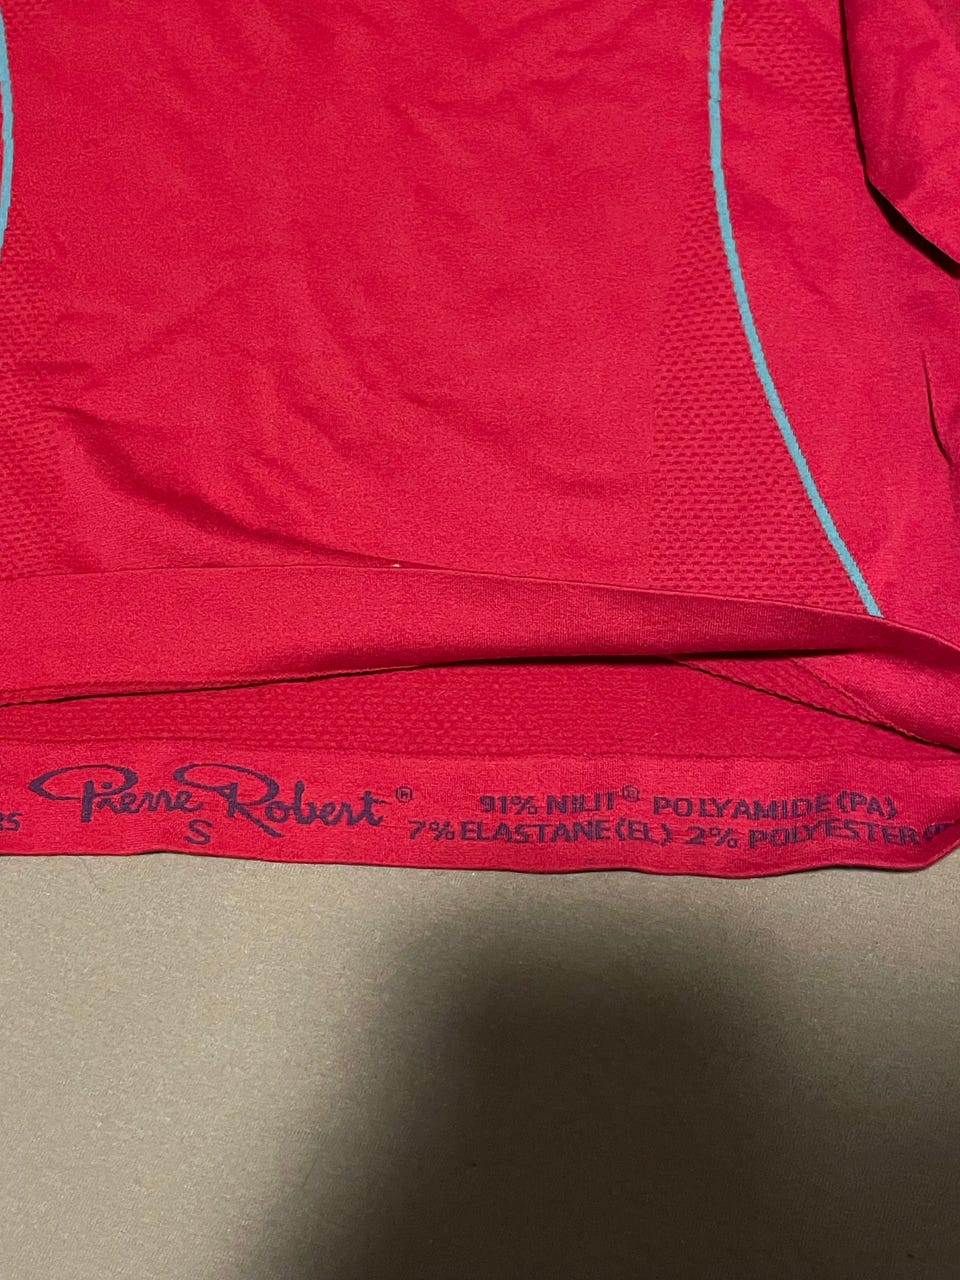 Pierre Robert®
S
91% NILIT® POLYAMIDE (PA)
7% ELASTANE (EL) 2% POLYESTER